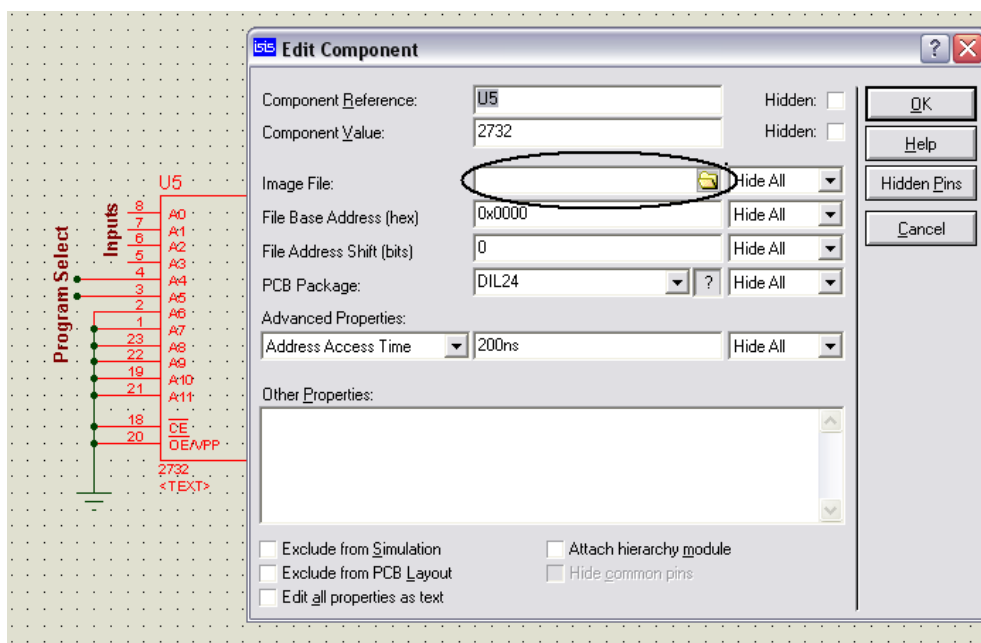 isis Edit Component ?
Component Reference: U5 Hidden:
Component Value: 2732 Hidden:
Image File: Hide All
File Base Address (hex) 0x0000 Hide All
File Address Shift (bits) 0 Hide All
PCB Package: DIL24 ? Hide All
Advanced Properties:
Address Access Time 200ns Hide All
Other Properties:
Exclude from Simulation Attach hierarchy module
Exclude from PCB Layout Hide common pins
Edit all properties as text
OK
Help
Hidden Pins
Cancel
U5
Program Select
Inputs
8 A0
7 A1
6 A2
5 A3
4 A4
3 A5
2 A6
1 A7
23 A8
22 A9
19 A10
21 A11
18 CE
20 OE/VPP
2732
<TEXT>